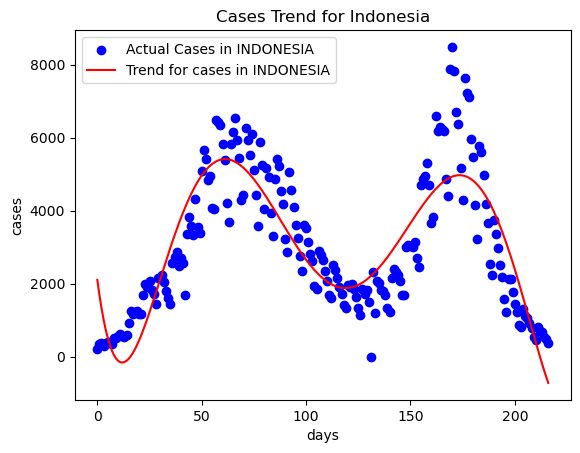 Cases Trend for Indonesia
Actual Cases in INDONESIA
Trend for cases in INDONESIA
8000
6000
4000
2000
0
cases
0 50 100 150 200
days